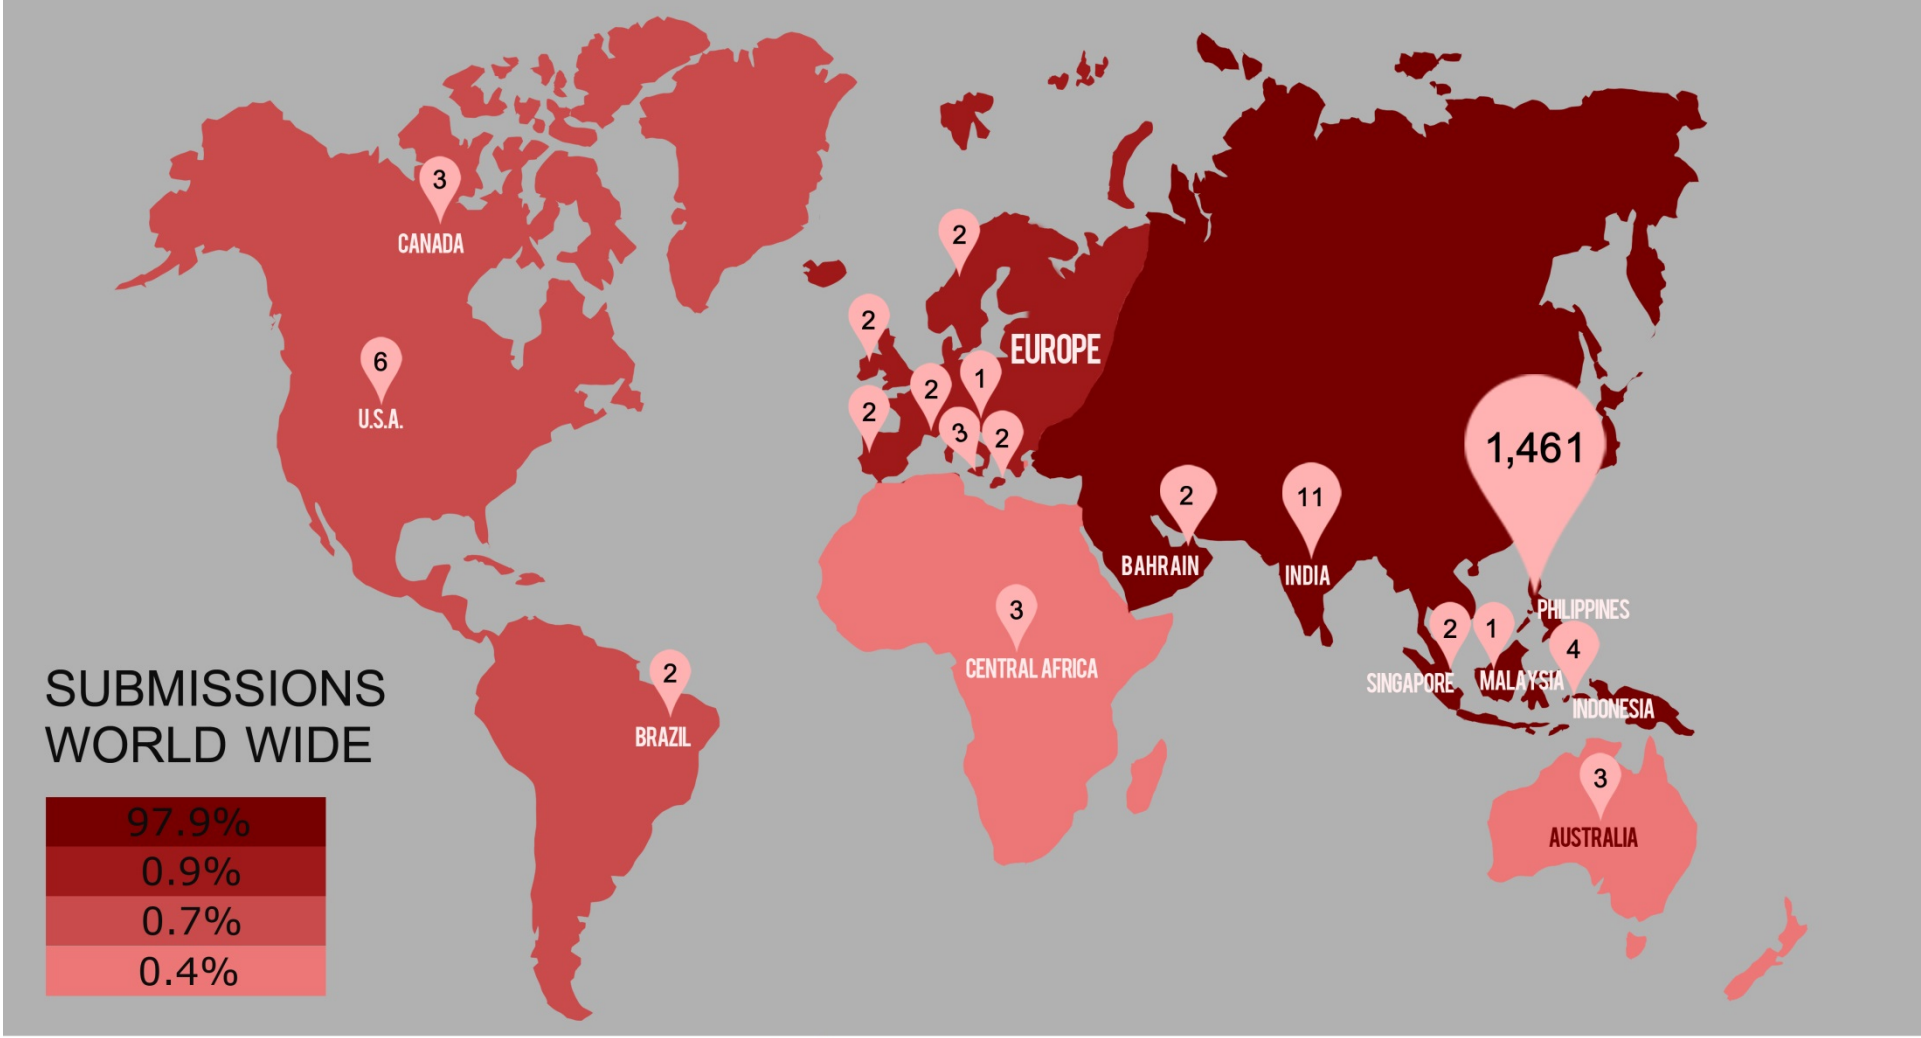 3
CANADA
6
U.S.A.
2
BRAZIL
2
2
2
2
1
3
2
EUROPE
2
BAHRAIN
11
INDIA
1,461
PHILIPPINES
3
CENTRAL AFRICA
2
SINGAPORE
1
MALAYSIA
4
INDONESIA
3
AUSTRALIA
SUBMISSIONS
WORLD WIDE
97.9%
0.9%
0.7%
0.4%